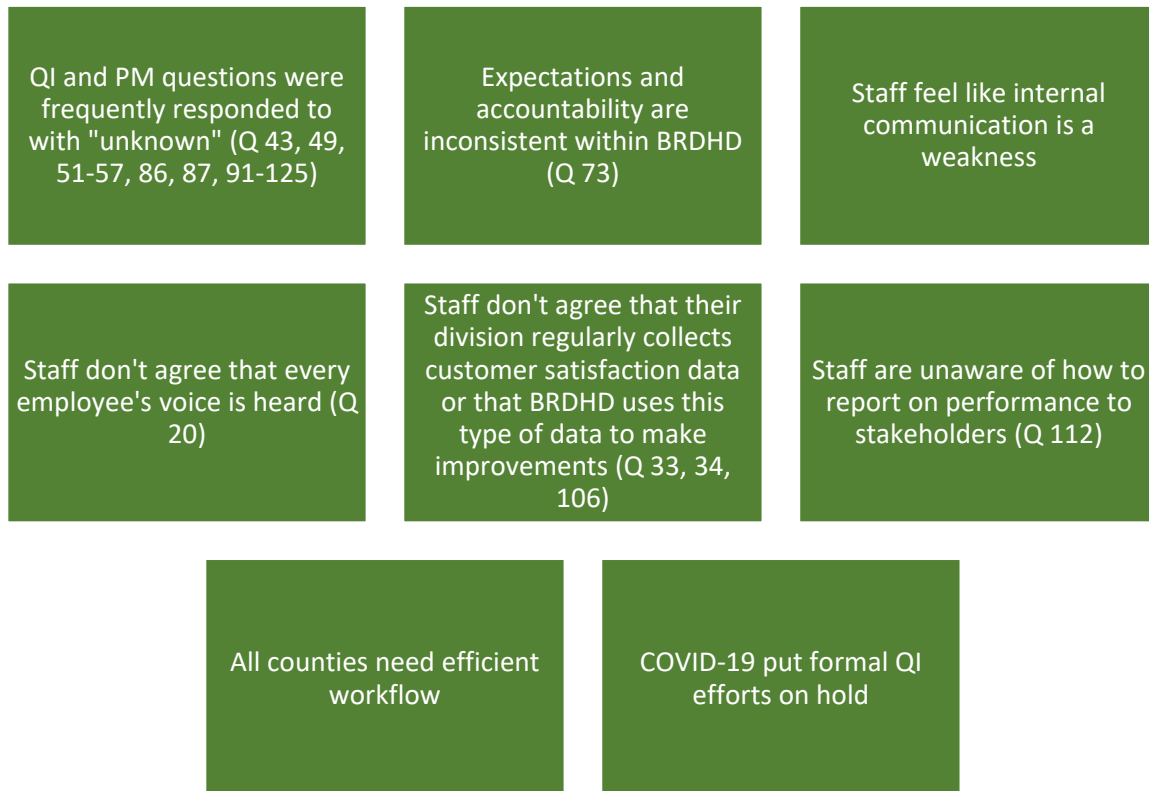 QI and PM questions were
frequently responded to
with "unknown" (Q 43, 49,
51-57, 86, 87, 91-125)
Expectations and
accountability are
inconsistent within BRDHD
(Q 73)
Staff feel like internal
communication is a
weakness
Staff don't agree that every
employee's voice is heard (Q
20)
Staff don't agree that their
division regularly collects
customer satisfaction data
or that BRDHD uses this
type of data to make
improvements (Q 33, 34,
106)
Staff are unaware of how to
report on performance to
stakeholders (Q 112)
All counties need efficient
workflow
COVID-19 put formal QI
efforts on hold